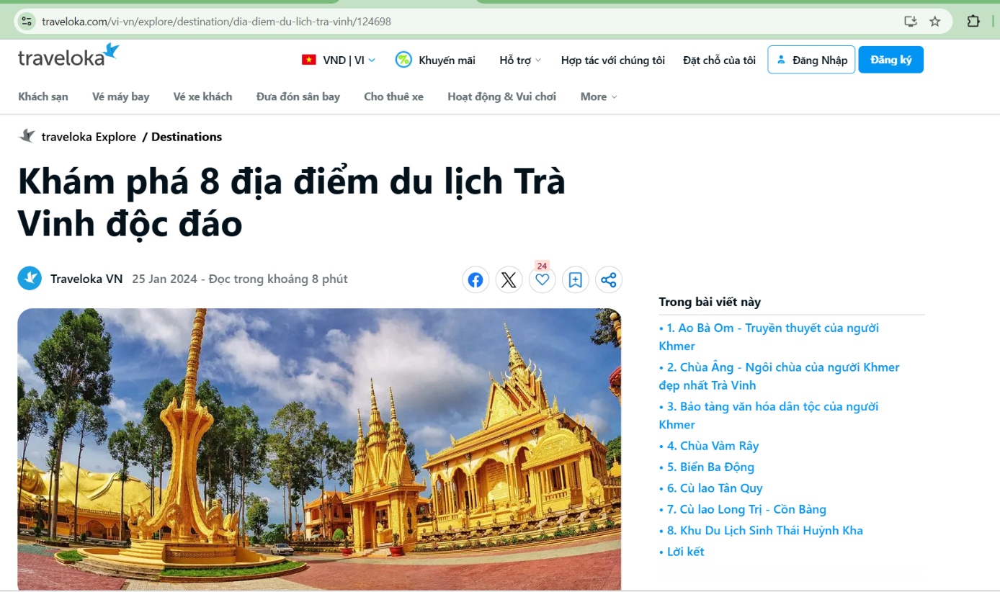 traveloka.com/vi-vn/explore/destination/dia-diem-du-lich-tra-vinh/124698
traveloka
VND | VI
Khuyến mãi
Hỗ trợ
Hợp tác với chúng tôi
Đặt chỗ của tôi
Đăng Nhập
Đăng ký
Khách sạn
Vé máy bay
Vé xe khách
Đưa đón sân bay
Cho thuê xe
Hoạt động & Vui chơi
More
traveloka Explore / Destinations
Khám phá 8 địa điểm du lịch Trà
Vinh độc đáo
Traveloka VN 25 Jan 2024 - Đọc trong khoảng 8 phút
24
Trong bài viết này
• 1. Ao Bà Om - Truyền thuyết của người
Khmer
• 2. Chùa Âng - Ngôi chùa của người Khmer
đẹp nhất Trà Vinh
• 3. Bảo tàng văn hóa dân tộc của người
Khmer
• 4. Chùa Vàm Rây
• 5. Biển Ba Động
• 6. Cù lao Tân Quy
• 7. Cù lao Long Trị - Cồn Bàng
• 8. Khu Du Lịch Sinh Thái Huỳnh Kha
• Lời kết